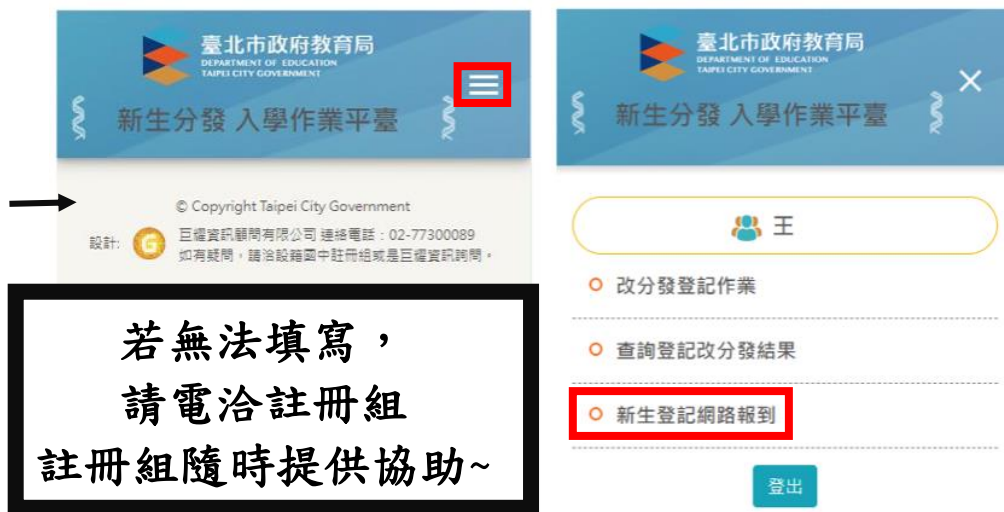 臺北市政府教育局
DEPARTMENT OF EDUCATION
TAIPEI CITY GOVERNMENT
新生分發 入學作業平臺
© Copyright Taipei City Government
設計:
G
巨耀資訊顧問有限公司 連絡電話：02-77300089
如有疑問，請洽設籍國中註冊組或是巨耀資訊詢問。
若無法填寫，
請電洽註冊組
註冊組隨時提供協助~
臺北市政府教育局
DEPARTMENT OF EDUCATION
TAIPEI CITY GOVERNMENT
新生分發 入學作業平臺
王
改分發登記作業
查詢登記改分發結果
新生登記網路報到
登出